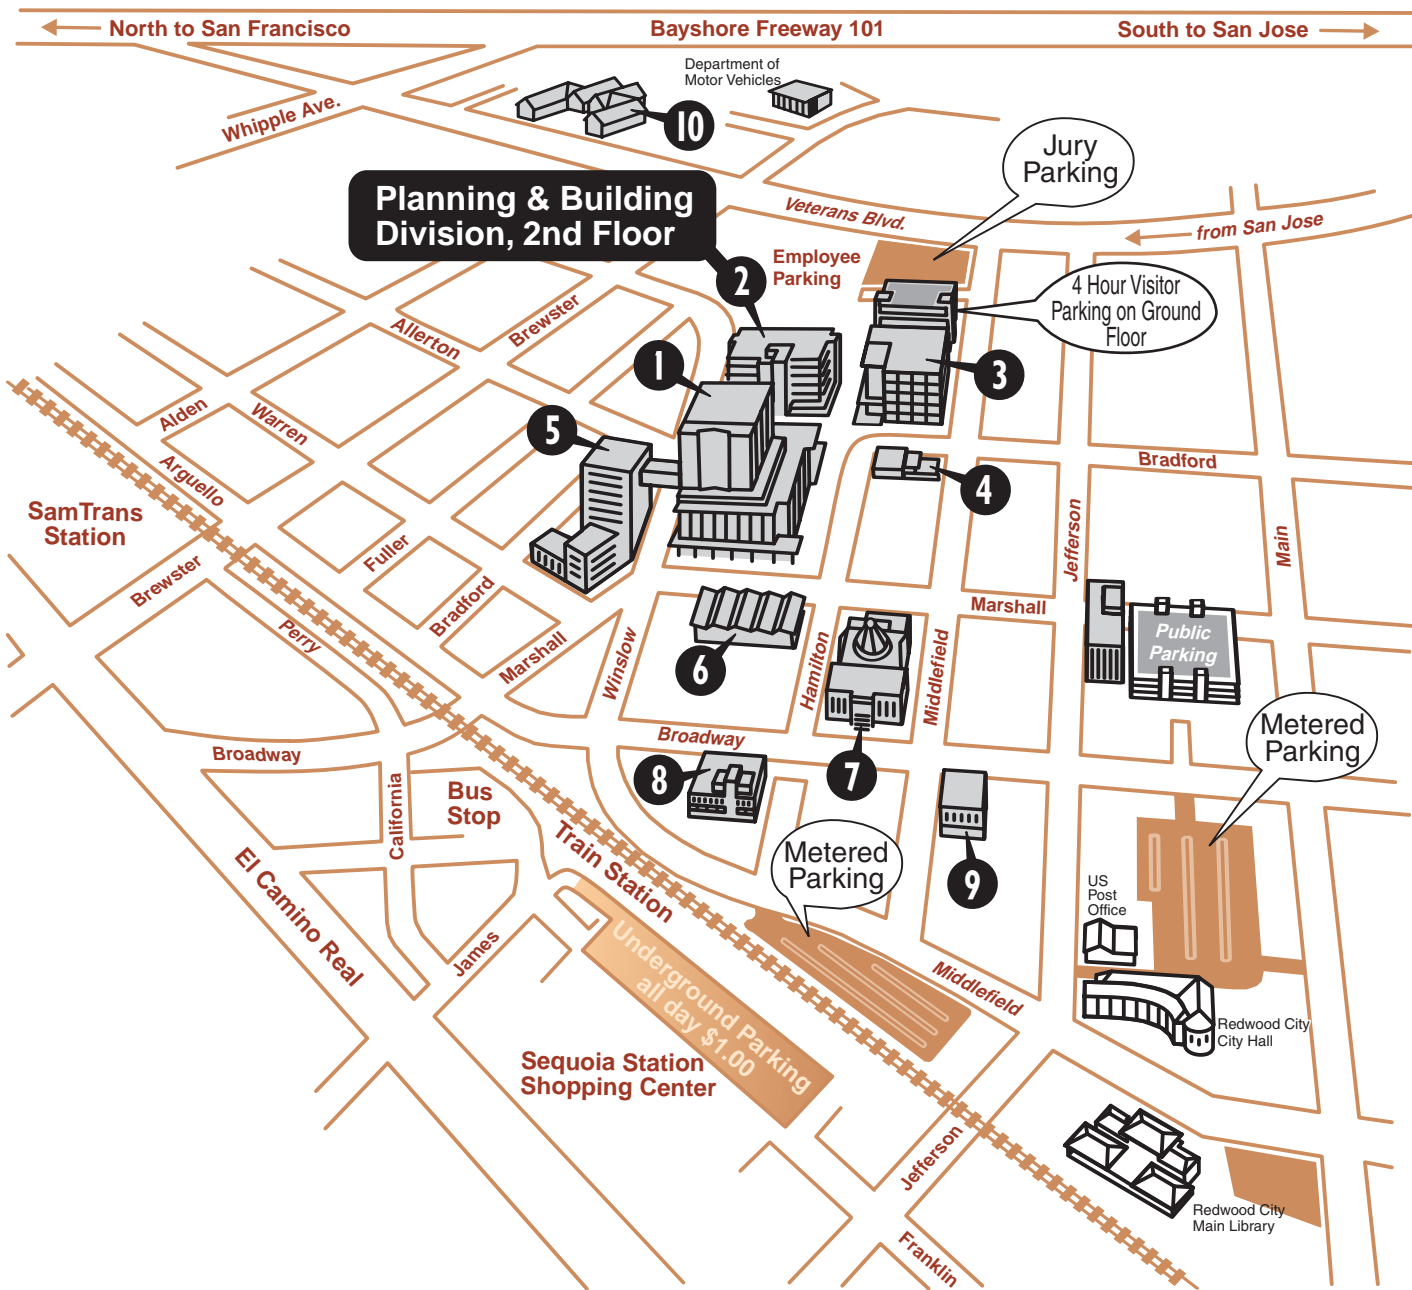 North to San Francisco
Bayshore Freeway 101
South to San Jose
Department of
Motor Vehicles
Whipple Ave.
10
Jury
Parking
Planning & Building
Division, 2nd Floor
Veterans Blvd.
from San Jose
Employee
Parking
2
4 Hour Visitor
Parking on Ground
Floor
Brewster
Allerton
1
3
Alden
Warren
5
Bradford
Arguello
4
SamTrans
Station
Fuller
Jefferson
Main
Brewster
Bradford
Marshall
Perry
Marshall
Winslow
6
Hamilton
Middlefield
Public
Parking
Metered
Parking
Broadway
Broadway
8
7
California
Bus
Stop
Train Station
Metered
Parking
9
US
Post
Office
El Camino Real
James
Underground Parking
all day $1.00
Middlefield
Redwood City
City Hall
Sequoia Station
Shopping Center
Jefferson
Redwood City
Main Library
Franklin